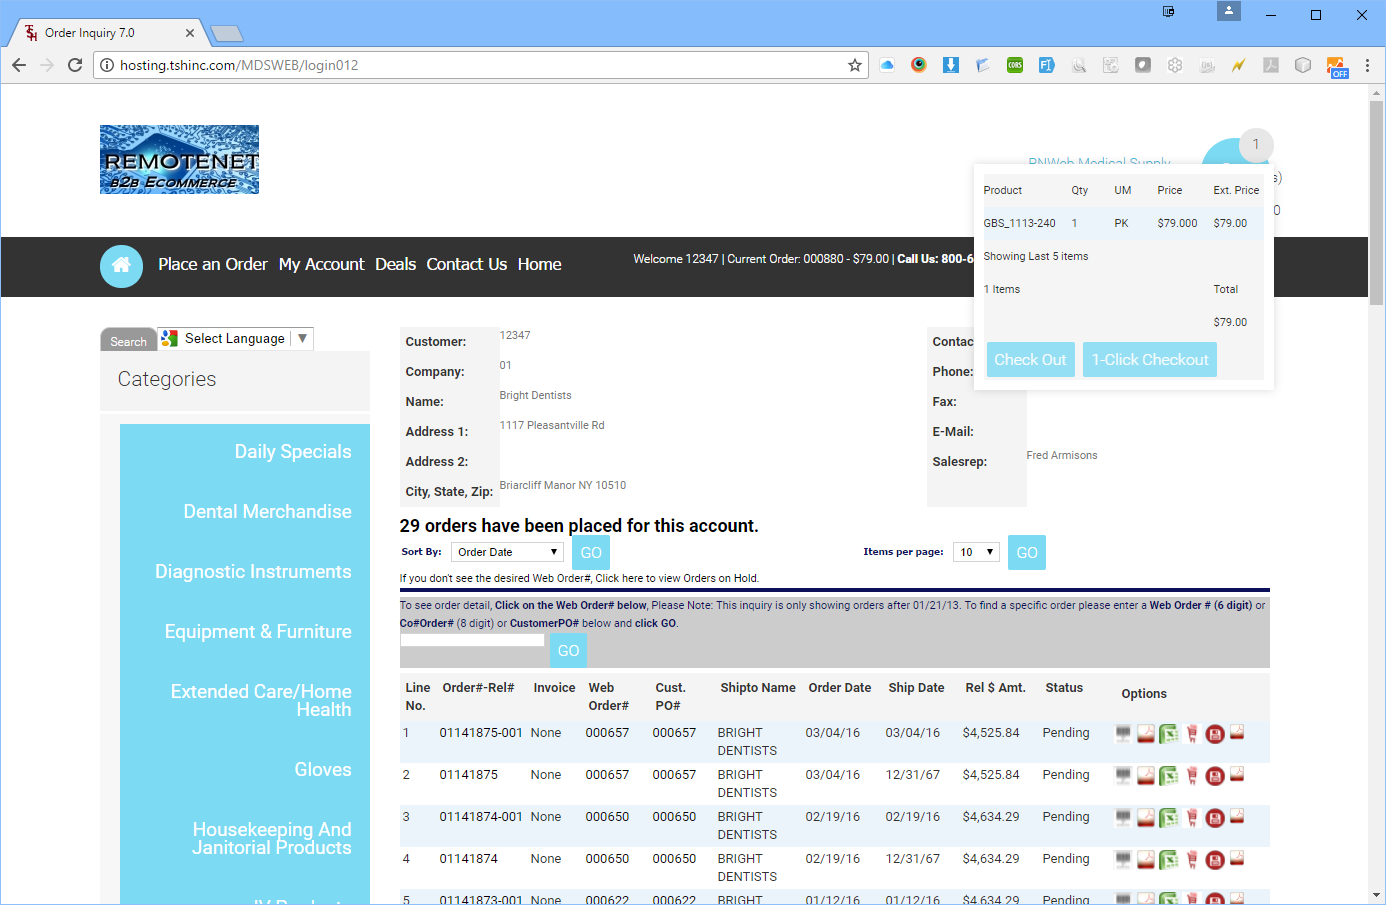 Order Inquiry 7.0
hosting.tshinc.com/MDSWEB/login012
CORS
OFF
REMOTENET
B2B ECOMMERCE
1
RNWeb Medical Supply
s)
0
Product Qty UM Price Ext. Price
GBS_1113-240 1 PK $79.000 $79.00
Showing Last 5 items
1 Items Total
$79.00
Check Out 1-Click Checkout
Place an Order My Account Deals Contact Us Home
Welcome 12347 | Current Order: 000880 - $79.00 | Call Us: 800-6
Search
Select Language ▼
Categories
Daily Specials
Dental Merchandise
Diagnostic Instruments
Equipment & Furniture
Extended Care/Home
Health
Gloves
Housekeeping And
Janitorial Products
Customer: 12347
Company: 01
Name: Bright Dentists
Address 1: 1117 Pleasantville Rd
Address 2:
City, State, Zip: Briarcliff Manor NY 10510
Contac
Phone:
Fax:
E-Mail:
Salesrep: Fred Armisons
29 orders have been placed for this account.
Sort By: Order Date GO Items per page: 10 GO
If you don't see the desired Web Order#, Click here to view Orders on Hold.
To see order detail, Click on the Web Order# below, Please Note: This inquiry is only showing orders after 01/21/13. To find a specific order please enter a Web Order # (6 digit) or
Co#Order# (8 digit) or CustomerPO# below and click GO.
GO
Line No. Order#-Rel# Invoice Web Order# Cust. PO# Shipto Name Order Date Ship Date Rel $ Amt. Status Options
1 01141875-001 None 000657 000657 BRIGHT DENTISTS 03/04/16 03/04/16 $4,525.84 Pending
2 01141875 None 000657 000657 BRIGHT DENTISTS 03/04/16 12/31/67 $4,525.84 Pending
3 01141874-001 None 000650 000650 BRIGHT DENTISTS 02/19/16 02/19/16 $4,634.29 Pending
4 01141874 None 000650 000650 BRIGHT DENTISTS 02/19/16 12/31/67 $4,634.29 Pending
5 01141873-001 None 000622 000622 BRIGHT 01/12/16 01/12/16 $4,634.29 Pending